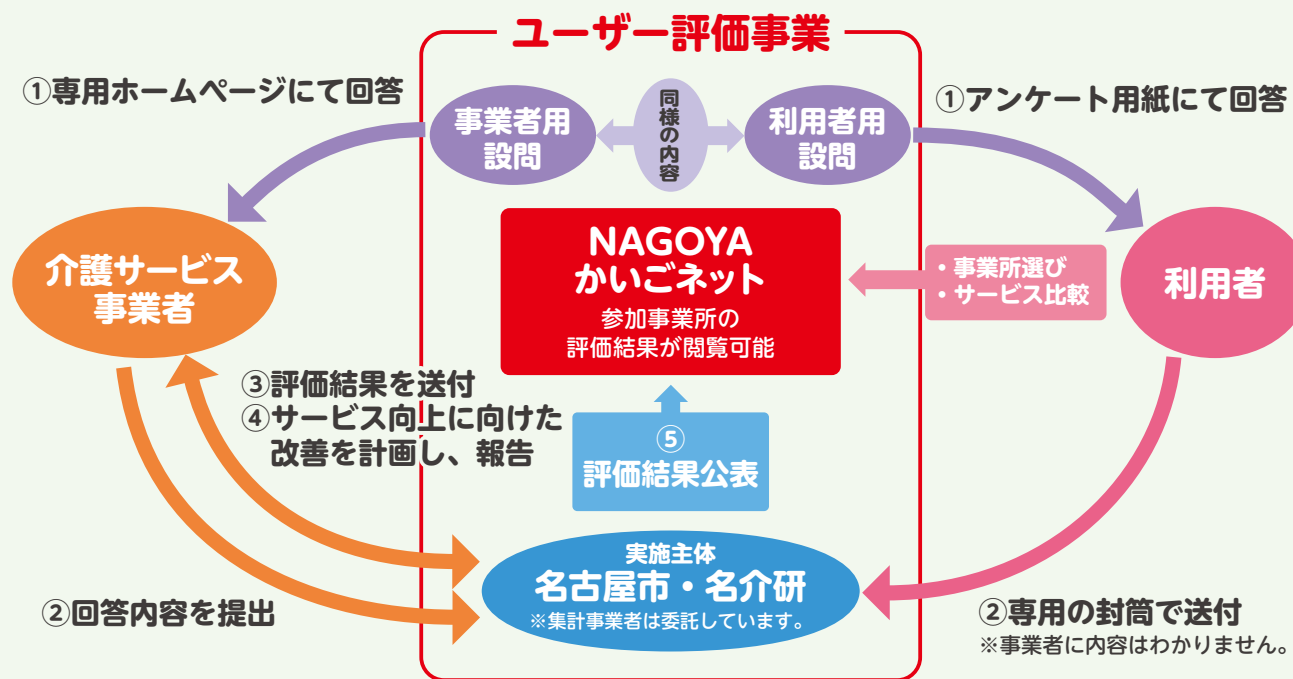 ユーザー評価事業
①専用ホームページにて回答
事業者用
設問
同様の内容
利用者用
設問
①アンケート用紙にて回答
介護サービス
事業者
NAGOYA
かいごネット
参加事業所の
評価結果が閲覧可能
・事業所選び
・サービス比較
利用者
③評価結果を送付
④サービス向上に向けた
改善を計画し、報告
⑤
評価結果公表
実施主体
名古屋市・名介研
※集計事業者は委託しています。
②回答内容を提出
②専用の封筒で送付
※事業者に内容はわかりません。